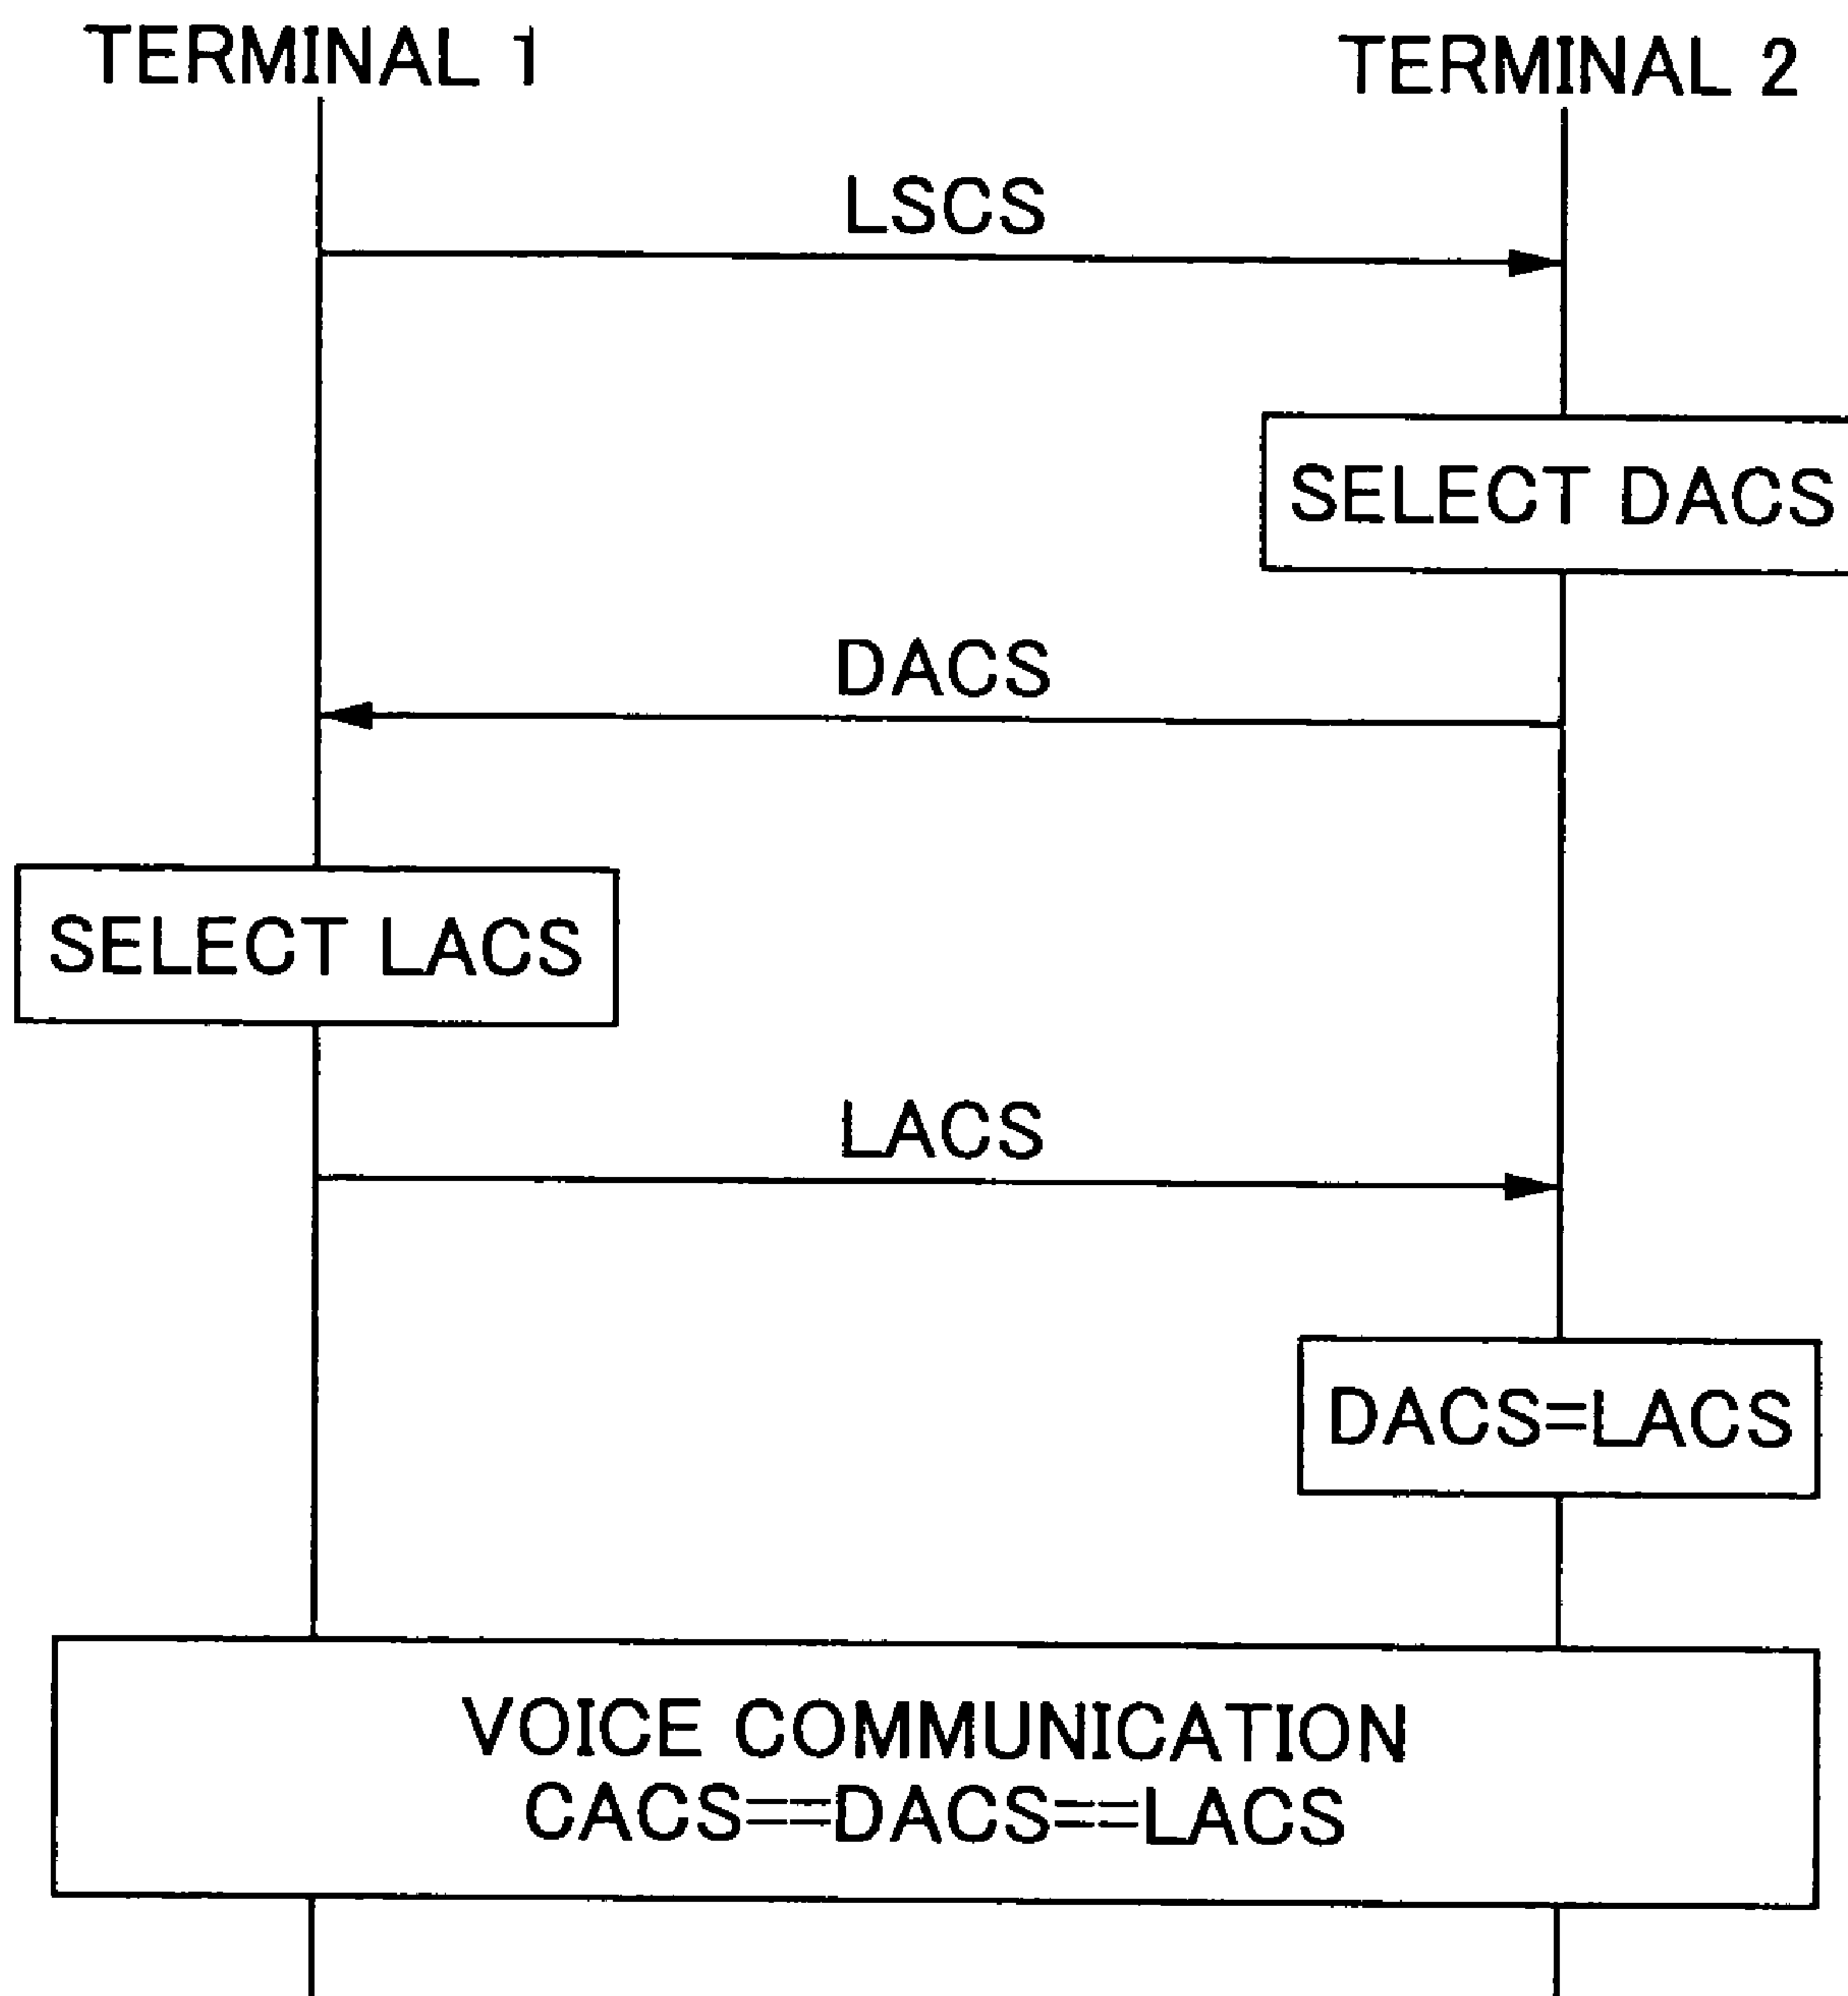 TERMINAL 1
TERMINAL 2
LSCS
SELECT DACS
DACS
SELECT LACS
LACS
DACS=LACS
VOICE COMMUNICATION
CACS==DACS==LACS